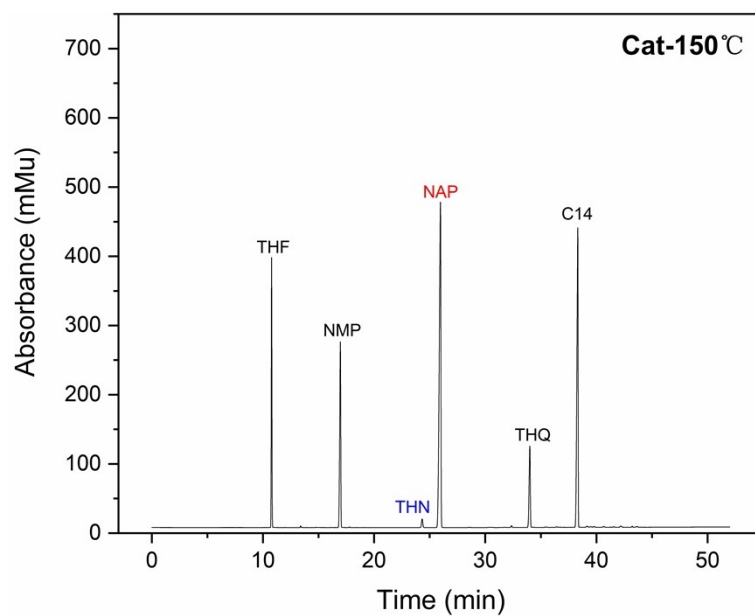 Cat-150℃
700
600
500
400
300
200
100
0
Absorbance (mMu)
THF
NMP
THN
NAP
THQ
C14
0 10 20 30 40 50
Time (min)